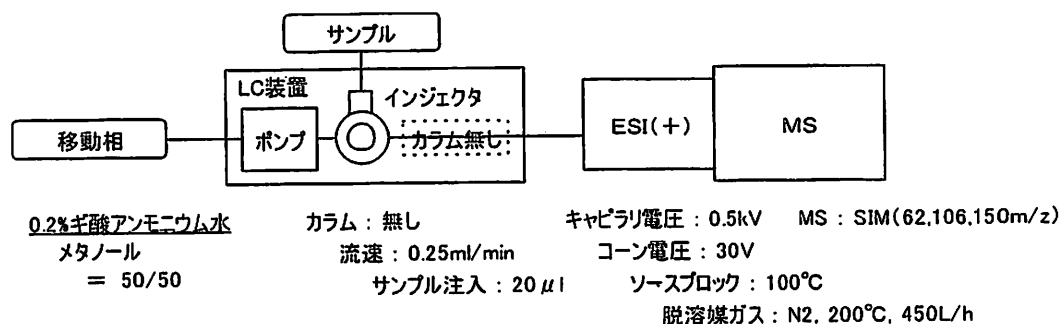 サンプル
LC装置
インジェクタ
移動相
ポンプ
カラム無し
ESI(+)
MS
0.2%ギ酸アンモニウム水
メタノール
= 50/50
カラム : 無し
流速 : 0.25ml/min
サンプル注入 : 20μl
キャピラリ電圧 : 0.5kV
コーン電圧 : 30V
ソースブロック : 100℃
脱溶媒ガス : N2, 200℃, 450L/h
MS : SIM(62,106,150m/z)